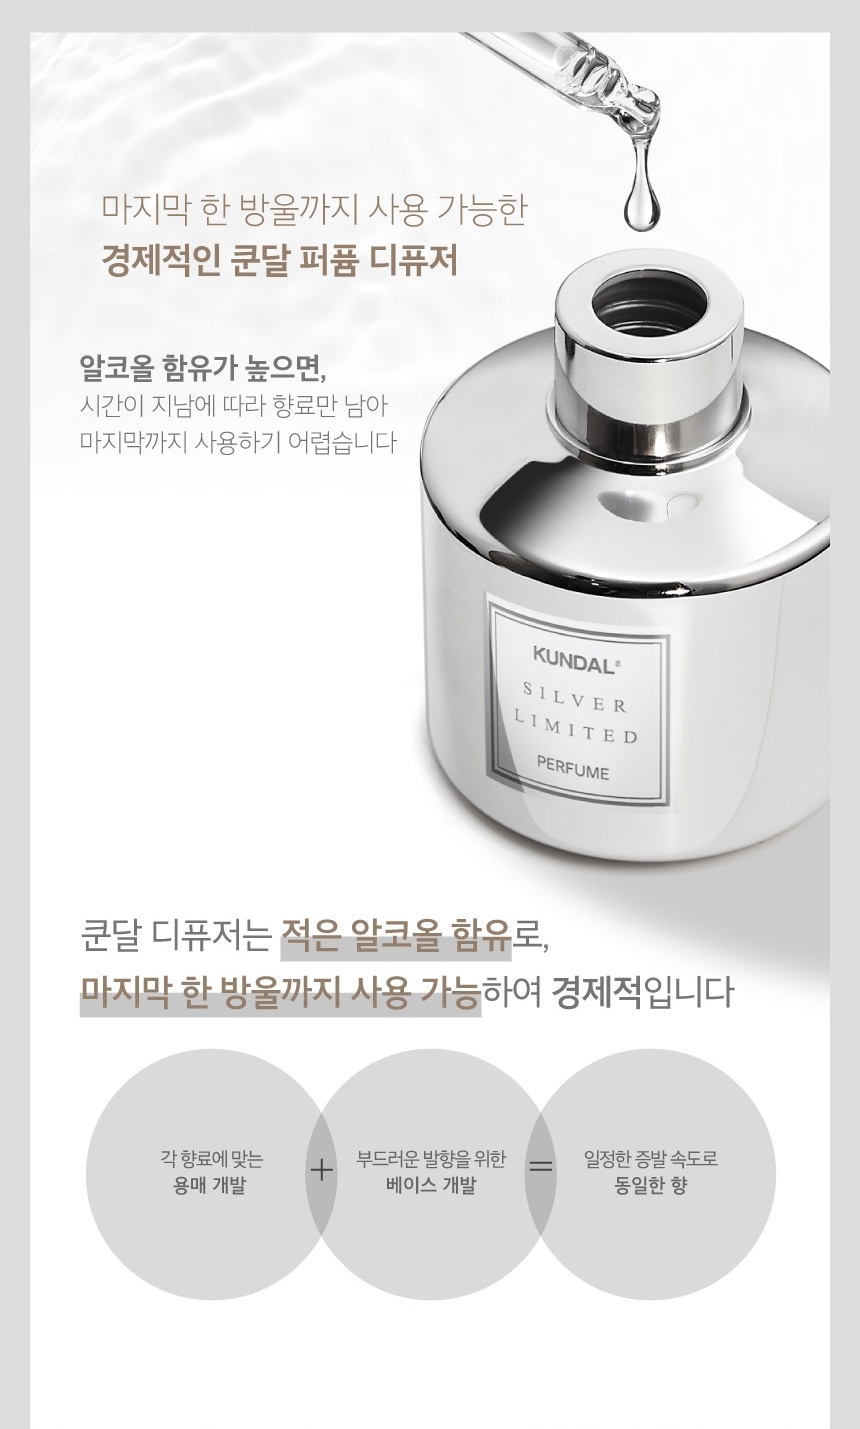 마지막 한 방울까지 사용 가능한
경제적인 쿤달 퍼퓸 디퓨저
알코올 함유가 높으면,
시간이 지남에 따라 향료만 남아
마지막까지 사용하기 어렵습니다
KUNDAL®
SILVER
LIMITED
PERFUME
쿤달 디퓨저는 적은 알코올 함유로,
마지막 한 방울까지 사용 가능하여 경제적입니다
각 향료에 맞는
용매 개발
+
부드러운 발향을 위한
베이스 개발
=
일정한 증발 속도로
동일한 향